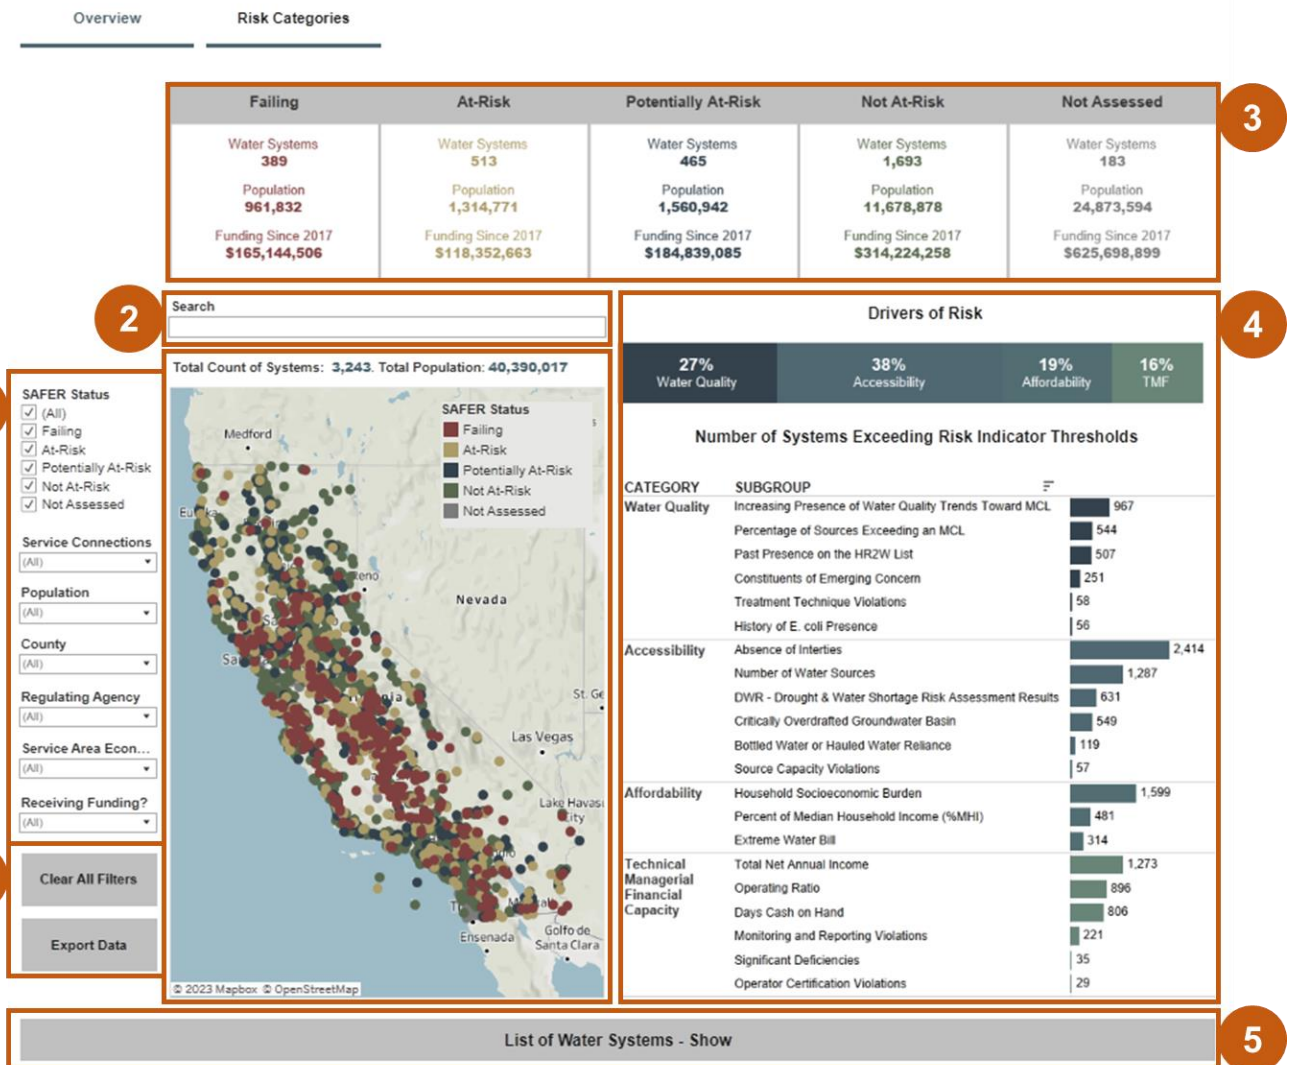 Overview
Risk Categories
Failing
At-Risk
Potentially At-Risk
Not At-Risk
Not Assessed
3
Water Systems
389
Water Systems
513
Water Systems
465
Water Systems
1,693
Water Systems
183
Population
961,832
Population
1,314,771
Population
1,560,942
Population
11,678,878
Population
24,873,594
Funding Since 2017
$165,144,506
Funding Since 2017
$118,352,663
Funding Since 2017
$184,839,085
Funding Since 2017
$314,224,258
Funding Since 2017
$625,698,899
2
Search
Total Count of Systems: 3,243. Total Population: 40,390,017
SAFER Status
(All)
Failing
At-Risk
Potentially At-Risk
Not At-Risk
Not Assessed
Service Connections
(All)
Population
(All)
County
(All)
Regulating Agency
(All)
Service Area Econ...
(All)
Receiving Funding?
(All)
Clear All Filters
Export Data
SAFER Status
Failing
At-Risk
Potentially At-Risk
Not At-Risk
Not Assessed
Medford
Nevada
St. Ge
Las Vegas
Lake Havasu
City
Ensenada
Golfo de
Santa Clara
© 2023 Mapbox © OpenStreetMap
4
Drivers of Risk
27%
Water Quality
38%
Accessibility
19%
Affordability
16%
TMF
Number of Systems Exceeding Risk Indicator Thresholds
CATEGORY SUBGROUP
Water Quality Increasing Presence of Water Quality Trends Toward MCL 967
Percentage of Sources Exceeding an MCL 544
Past Presence on the HR2W List 507
Constituents of Emerging Concern 251
Treatment Technique Violations 58
History of E. coli Presence 56
Accessibility Absence of Interties 2,414
Number of Water Sources 1,287
DWR - Drought & Water Shortage Risk Assessment Results 631
Critically Overdrafted Groundwater Basin 549
Bottled Water or Hauled Water Reliance 119
Source Capacity Violations 57
Affordability Household Socioeconomic Burden 1,599
Percent of Median Household Income (%MHI) 481
Extreme Water Bill 314
Technical
Managerial
Financial
Capacity
Total Net Annual Income 1,273
Operating Ratio 896
Days Cash on Hand 806
Monitoring and Reporting Violations 221
Significant Deficiencies 35
Operator Certification Violations 29
List of Water Systems - Show
5